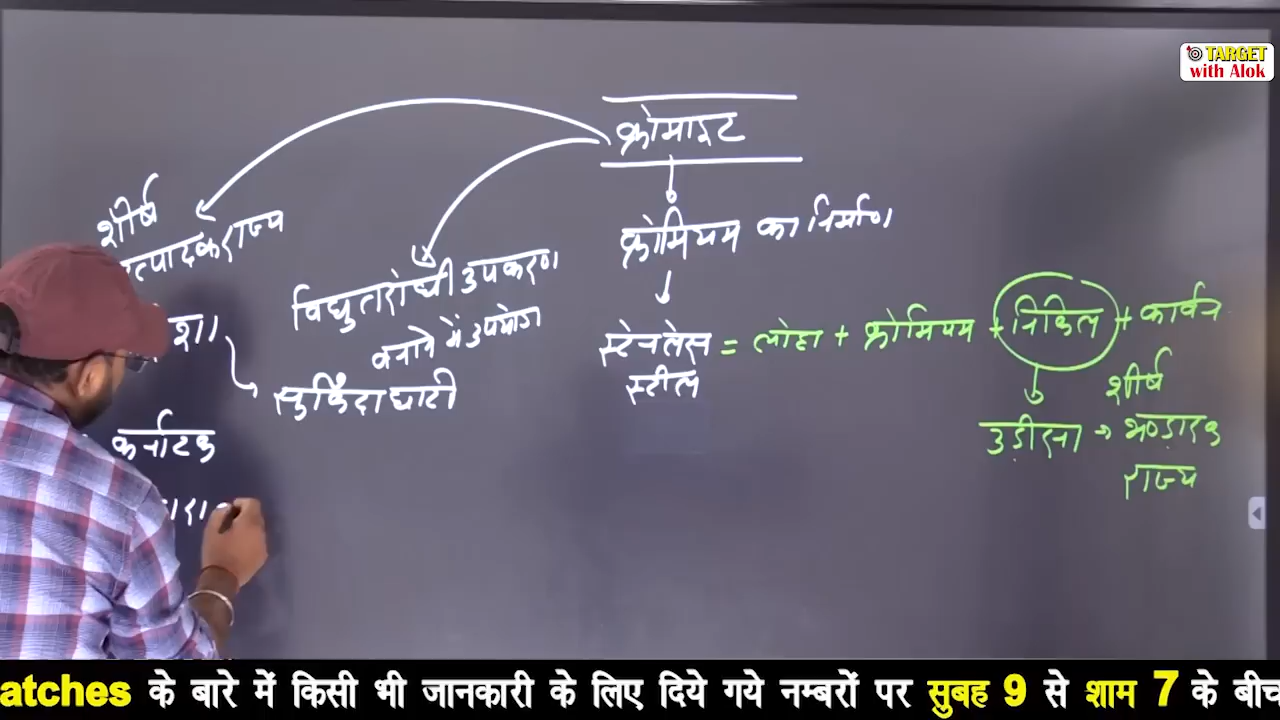 TARGET
with Alok
क्रोमाइट
क्रोमियम का निर्माण
स्टेनलेस
स्टील
= लोहा + क्रोमियम + निकिल + कार्बन
शीर्ष
उड़ीसा → भण्डारक
राज्य
विद्युतरोधी उपकरण
बनाने में उपयोग
सुकिंदा घाटी
शीर्ष
त्पादक राज्य
शा
कर्नाटक
atches के बारे में किसी भी जानकारी के लिए दिये गये नम्बरों पर सुबह 9 से शाम 7 के बीच